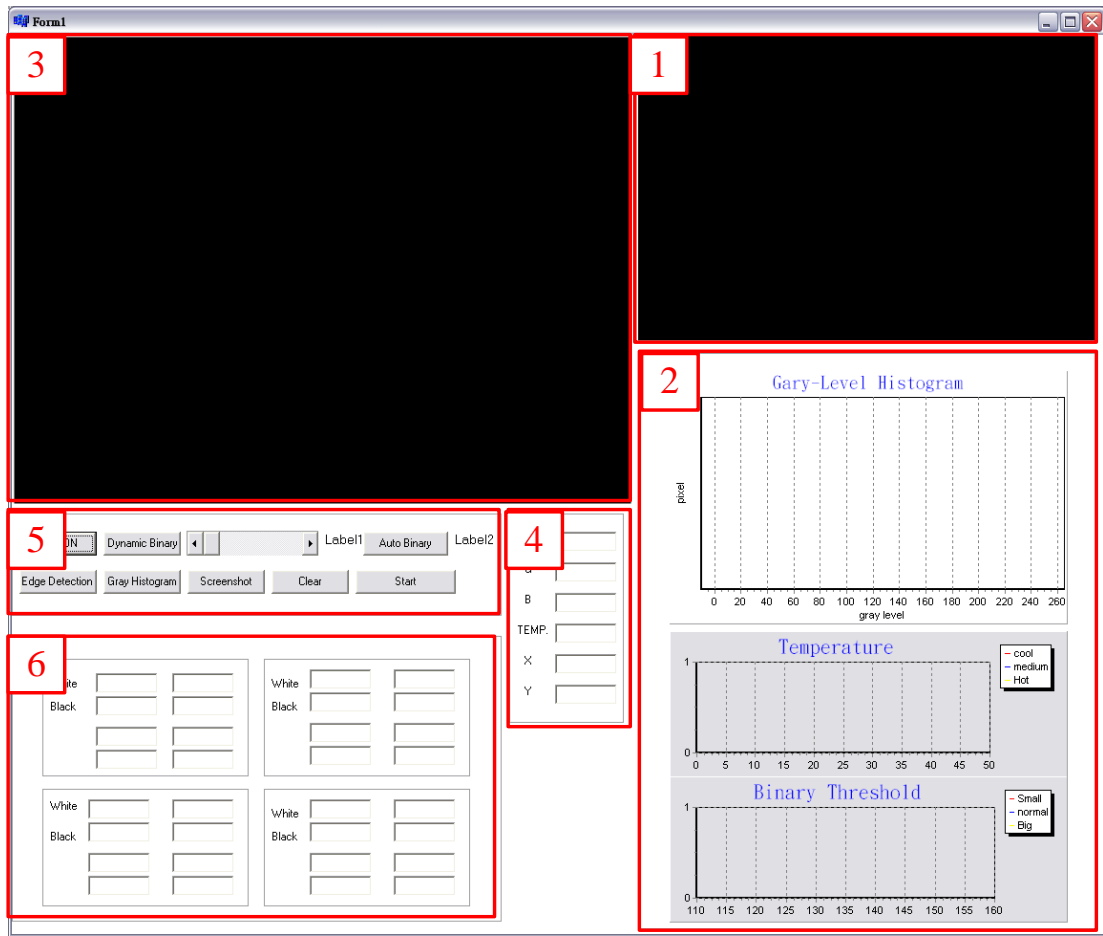 Form1
3
1
2
Gary-Level Histogram
pixel
0 20 40 60 80 100 120 140 160 180 200 220 240 260
gray level
Temperature
1
0
0 5 10 15 20 25 30 35 40 45 50
cool
medium
Hot
Binary Threshold
1
0
110 115 120 125 130 135 140 145 150 155 160
Small
normal
Big
5
Dynamic Binary Label1 Auto Binary Label2
Edge Detection Gray Histogram Screenshot Clear Start
4
B
TEMP.
X
Y
6
White
Black
White
Black
White
Black